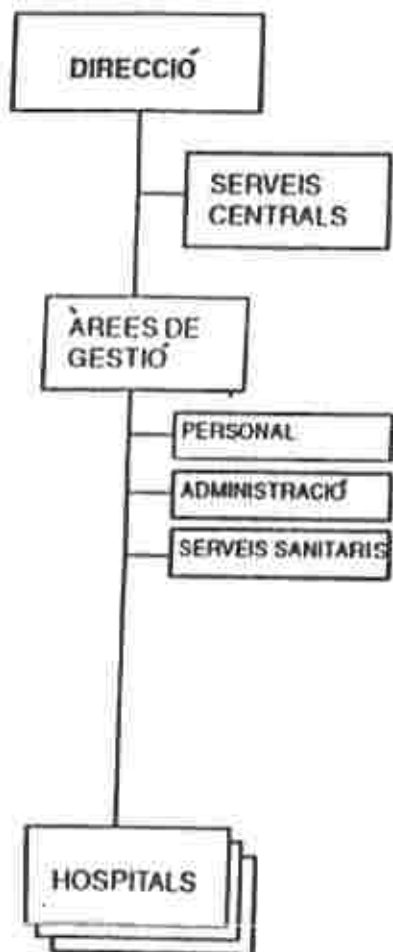 DIRECCIÓ
SERVEIS
CENTRALS
ÀREES DE
GESTIÓ
PERSONAL
ADMINISTRACIÓ
SERVEIS SANITARIS
HOSPITALS